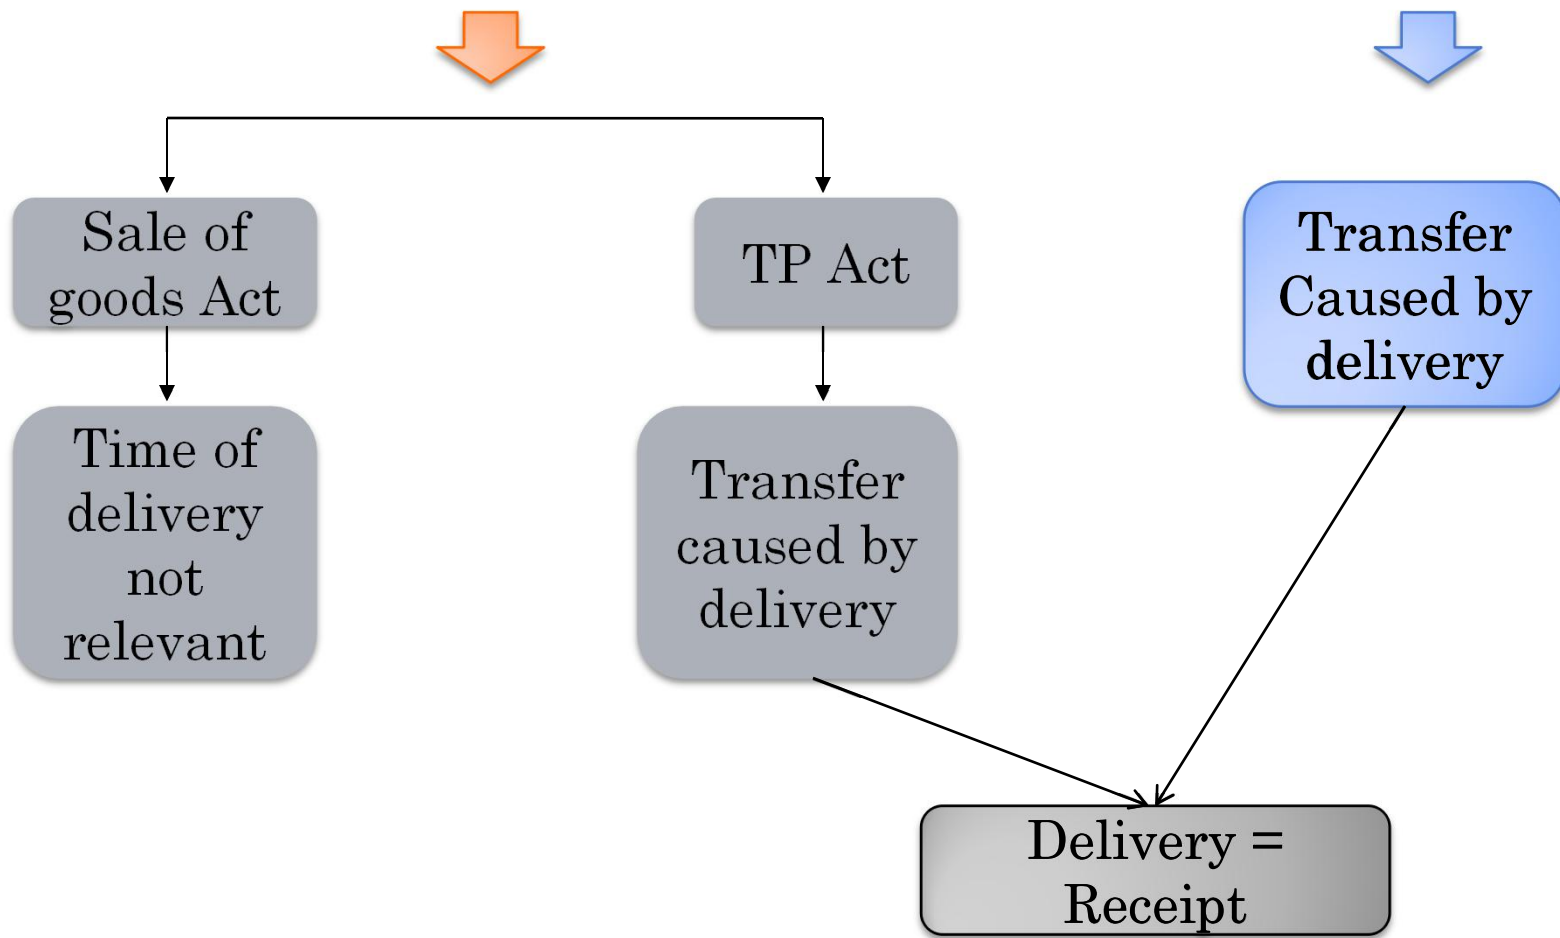 Sale of
goods Act
TP Act
Transfer
Caused by
delivery
Time of
delivery
not
relevant
Transfer
caused by
delivery
Delivery =
Receipt